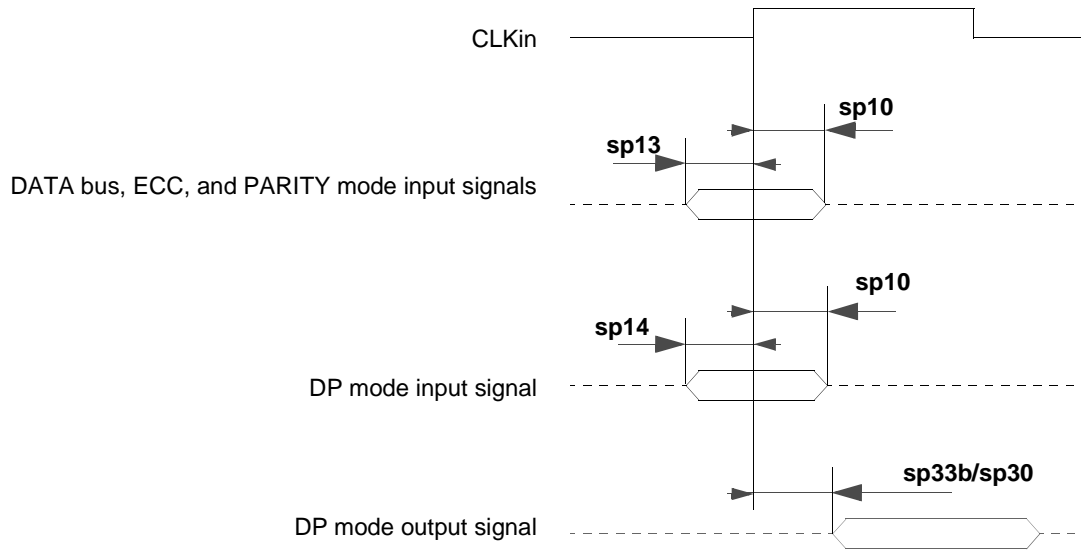 CLKin
sp10
sp13
DATA bus, ECC, and PARITY mode input signals
sp10
sp14
DP mode input signal
sp33b/sp30
DP mode output signal